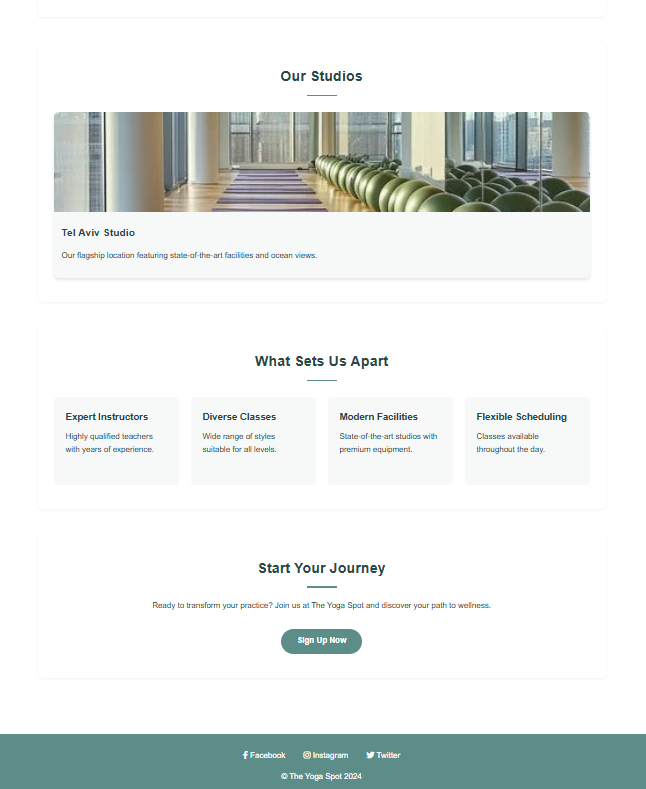 Our Studios
Tel Aviv Studio
Our flagship location featuring state-of-the-art facilities and ocean views.
What Sets Us Apart
Expert Instructors
Highly qualified teachers
with years of experience.
Diverse Classes
Wide range of styles
suitable for all levels.
Modern Facilities
State-of-the-art studios with
premium equipment.
Flexible Scheduling
Classes available
throughout the day.
Start Your Journey
Ready to transform your practice? Join us at The Yoga Spot and discover your path to wellness.
Sign Up Now
Facebook Instagram Twitter
© The Yoga Spot 2024